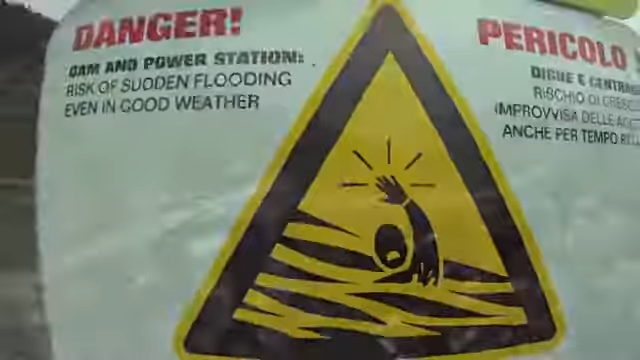 DANGER!
DAM AND POWER STATION:
RISK OF SUDDEN FLOODING
EVEN IN GOOD WEATHER
PERICOLO
DIGHE E
RISCHIO DI
IMPROVVISA DELLE
ANCHE PER TEMPO